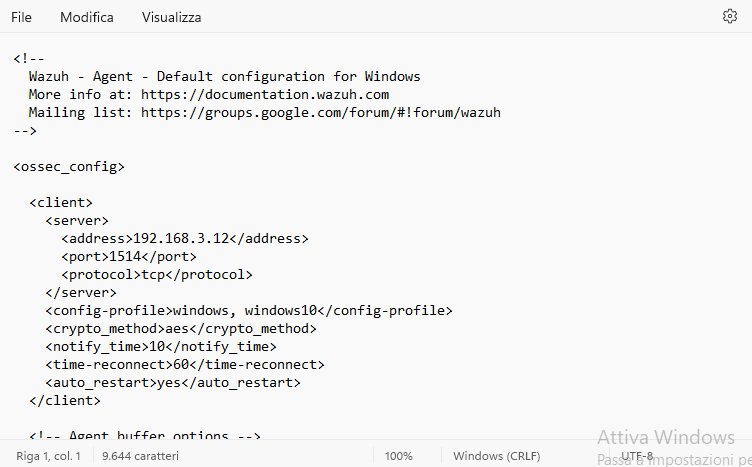 File Modifica Visualizza
<!--
Wazuh - Agent - Default configuration for Windows
More info at: https://documentation.wazuh.com
Mailing list: https://groups.google.com/forum/#!forum/wazuh
-->
<ossec_config>
<client>
<server>
<address>192.168.3.12</address>
<port>1514</port>
<protocol>tcp</protocol>
</server>
<config-profile>windows, windows10</config-profile>
<crypto_method>aes</crypto_method>
<notify_time>10</notify_time>
<time-reconnect>60</time-reconnect>
<auto_restart>yes</auto_restart>
</client>
<!-- Agent buffer options -->
Attiva Windows
Passa a Impostazioni pe
Riga 1, col. 1 9.644 caratteri 100% Windows (CRLF) UTF-8